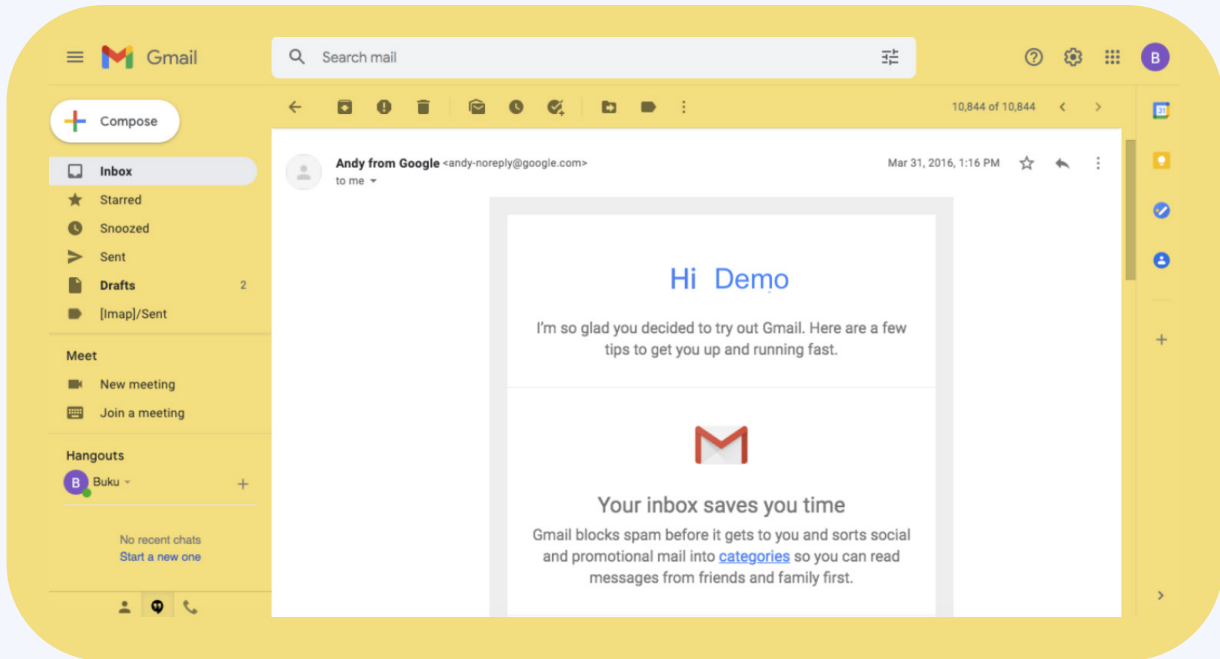 Gmail
Search mail
B
Compose
10,844 of 10,844
31
Inbox
Starred
Snoozed
Sent
Drafts 2
[Imap]/Sent
Meet
New meeting
Join a meeting
Hangouts
B Buku
No recent chats
Start a new one
Andy from Google <andy-noreply@google.com>
Mar 31, 2016, 1:16 PM
to me
Hi Demo
I'm so glad you decided to try out Gmail. Here are a few
tips to get you up and running fast.
Your inbox saves you time
Gmail blocks spam before it gets to you and sorts social
and promotional mail into categories so you can read
messages from friends and family first.